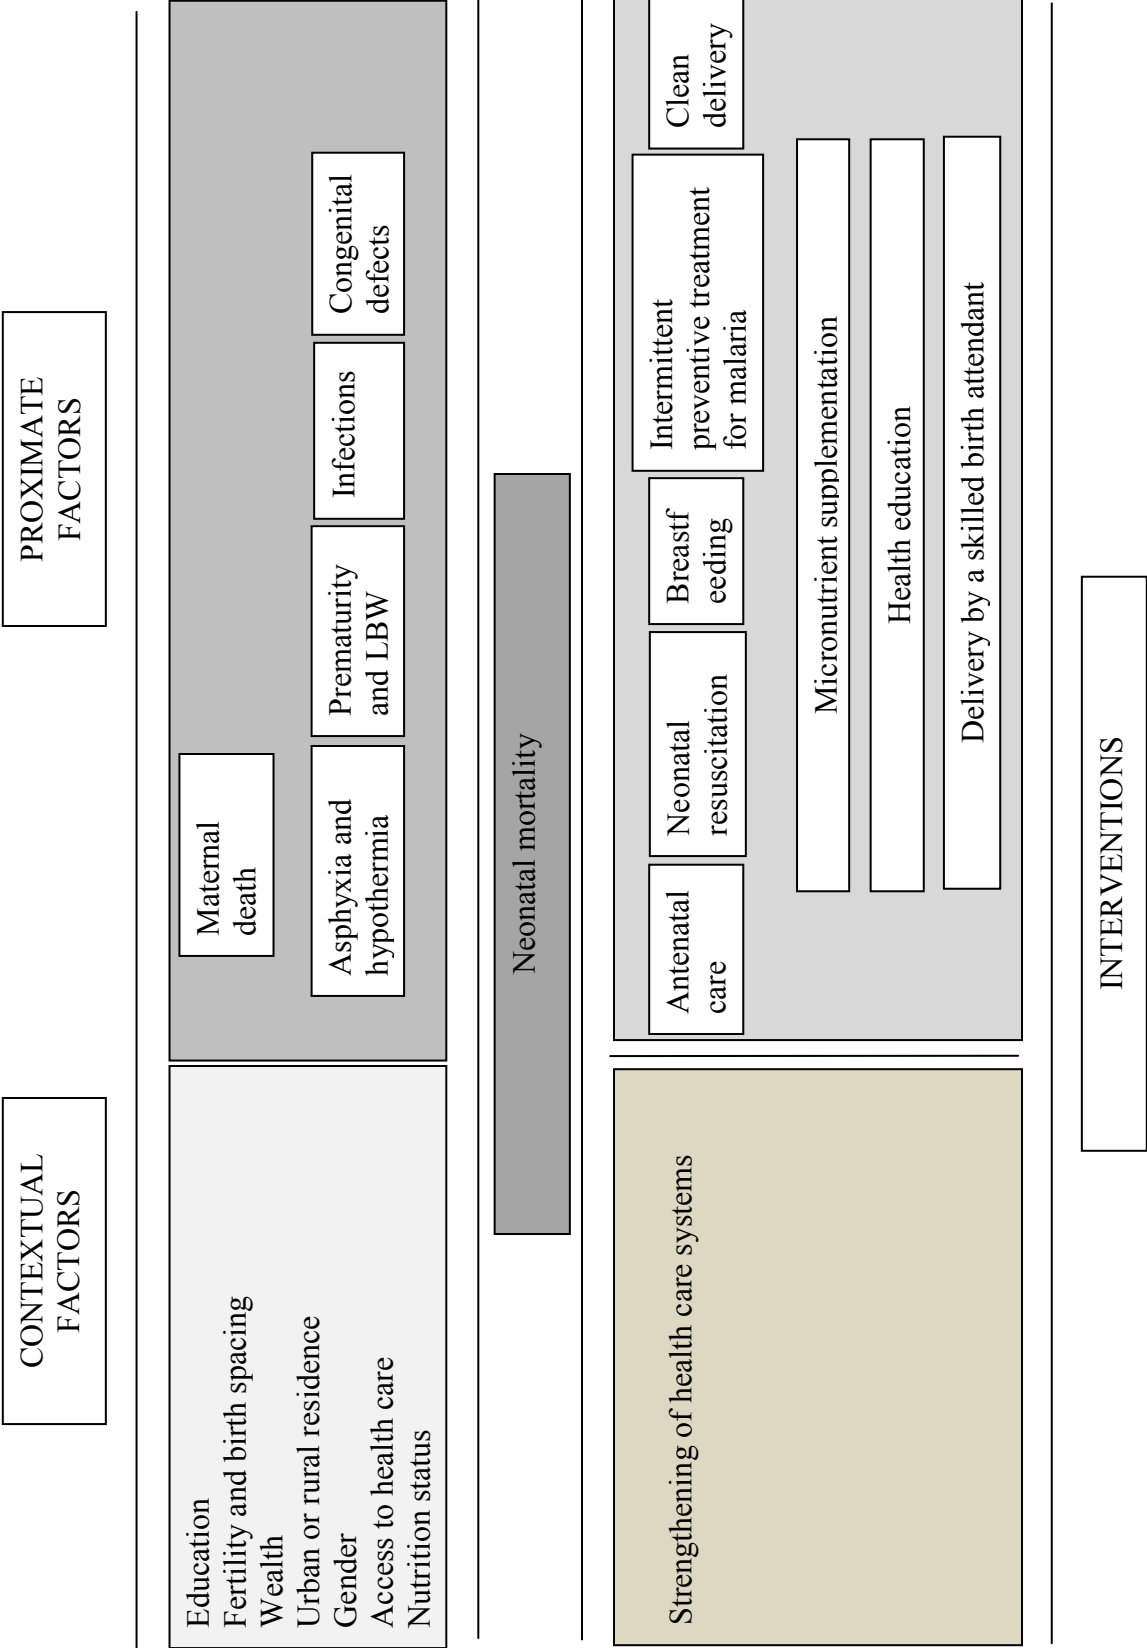 CONTEXTUAL
FACTORS
PROXIMATE
FACTORS
Education
Fertility and birth spacing
Wealth
Urban or rural residence
Gender
Access to health care
Nutrition status
Maternal
death
Asphyxia and
hypothermia
Prematurity
and LBW
Infections
Congenital
defects
Neonatal mortality
Strengthening of health care systems
Antenatal
care
Neonatal
resuscitation
Breastf
eeding
Intermittent
preventive treatment
for malaria
Clean
delivery
Micronutrient supplementation
Health education
Delivery by a skilled birth attendant
INTERVENTIONS